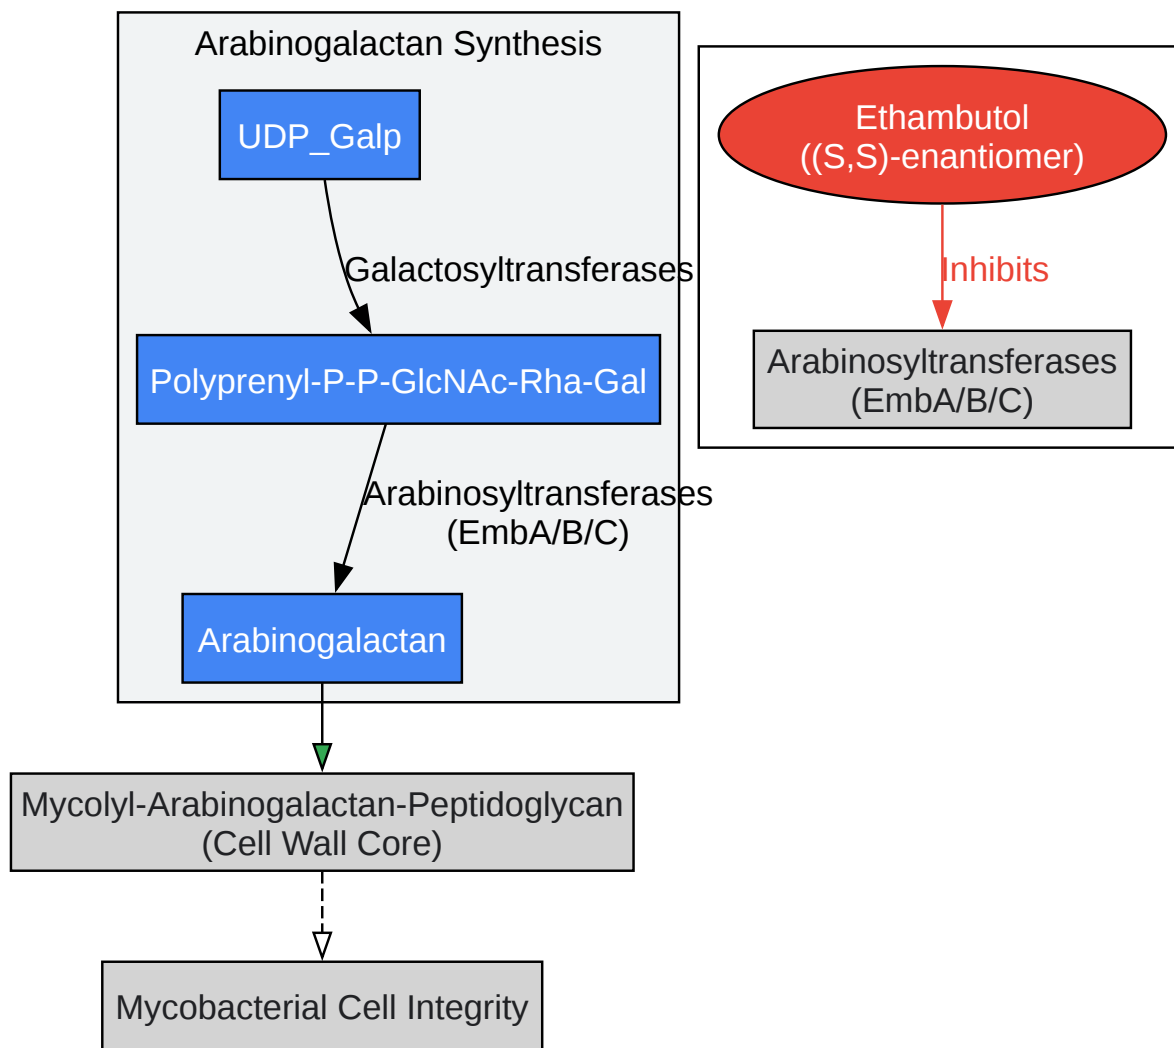 Arabinogalactan Synthesis
UDP_Galp
Galactosyltransferases
Polyprenyl-P-P-GlcNAc-Rha-Gal
Arabinosyltransferases
(EmbA/B/C)
Arabinogalactan
Mycolyl-Arabinogalactan-Peptidoglycan
(Cell Wall Core)
Mycobacterial Cell Integrity
Ethambutol
((S,S)-enantiomer)
Inhibits
Arabinosyltransferases
(EmbA/B/C)